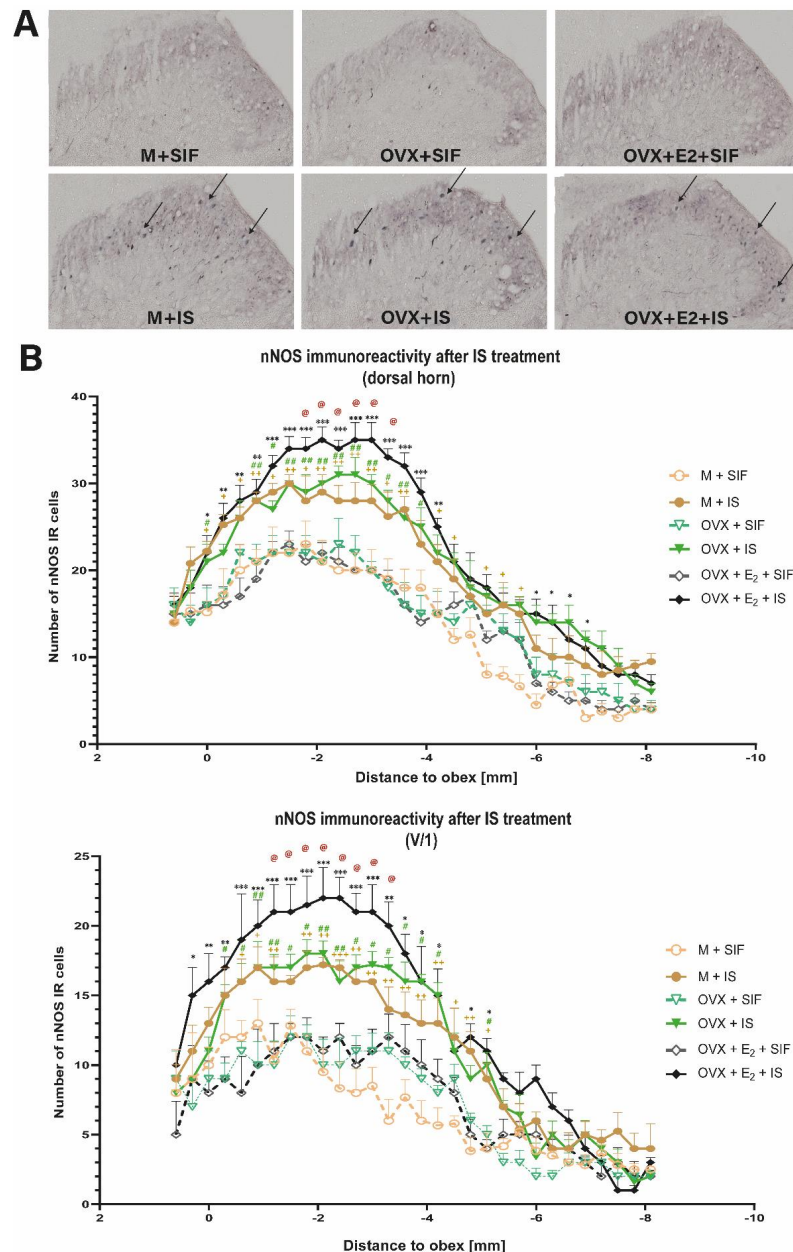 A
M+SIF
OVX+SIF
OVX+E2+SIF
M+IS
OVX+IS
OVX+E2+IS
B
nNOS immunoreactivity after IS treatment
(dorsal horn)
Number of nNOS IR cells
40
30
20
10
0
2
0
-2
-4
-6
-8
-10
Distance to obex [mm]
M + SIF
M + IS
OVX + SIF
OVX + IS
OVX + E₂ + SIF
OVX + E₂ + IS
nNOS immunoreactivity after IS treatment
(V/1)
Number of nNOS IR cells
25
20
15
10
5
0
2
0
-2
-4
-6
-8
-10
Distance to obex [mm]
M + SIF
M + IS
OVX + SIF
OVX + IS
OVX + E₂ + SIF
OVX + E₂ + IS